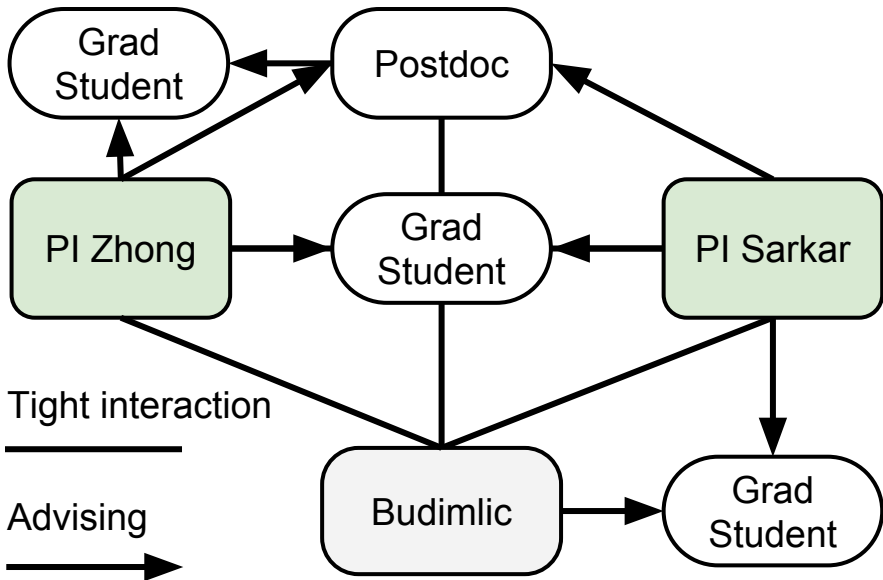 Grad
Student
Postdoc
PI Zhong
Grad
Student
PI Sarkar
Tight interaction
Advising
Budimlic
Grad
Student